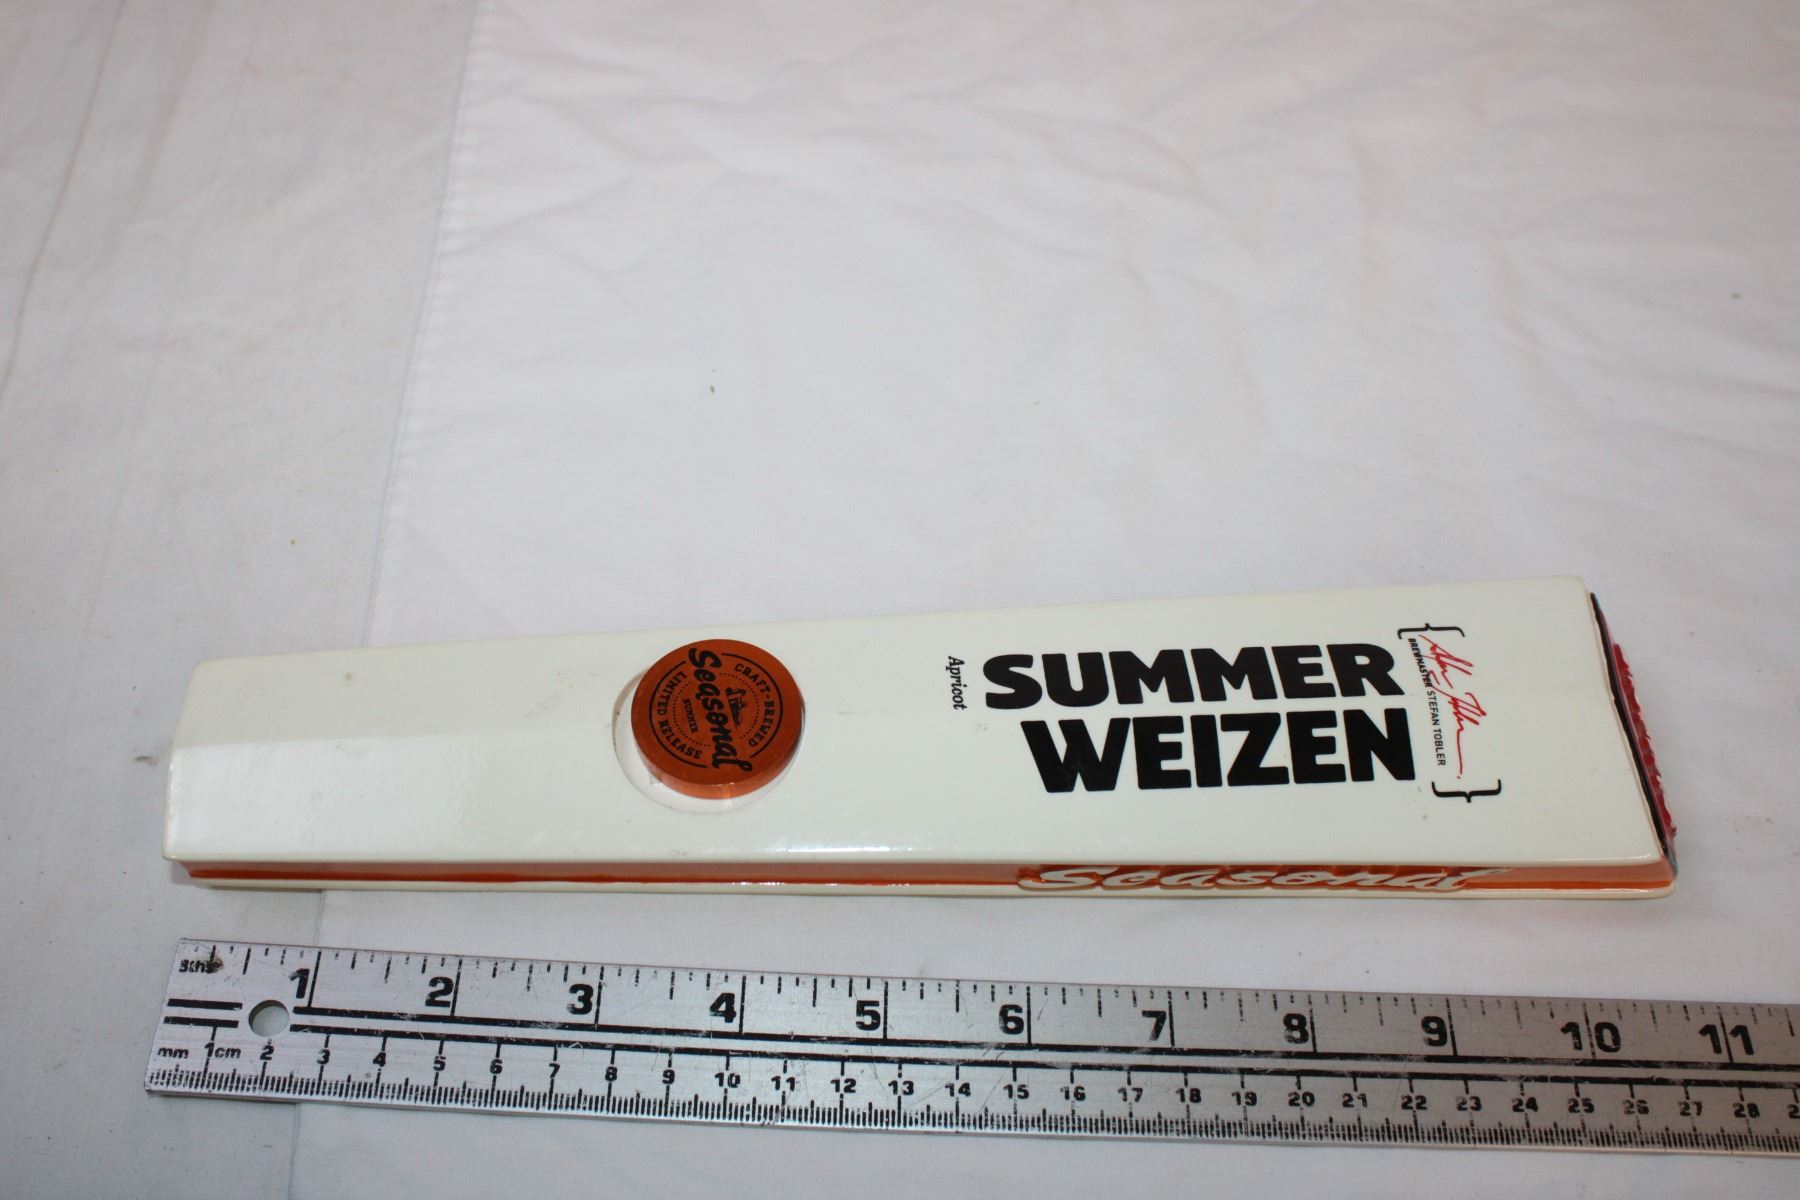 SUMMER
WEIZEN
Apricot
BREWMASTER STEFAN TOBLER
CRAFT-BREWED
Seasonal
SUMMER
LIMITED RELEASE
Seasonal
8ths 1 2 3 4 5 6 7 8 9 10 11
mm 1cm 2 3 4 5 6 7 8 9 10 11 12 13 14 15 16 17 18 19 20 21 22 23 24 25 26 27 28